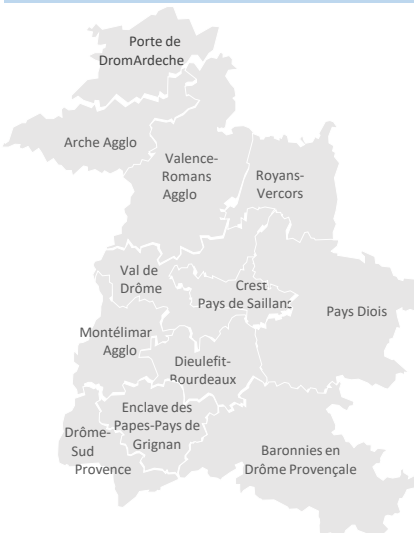 Porte de
DromArdeche
Arche Agglo
Valence-
Romans
Agglo
Royans-
Vercors
Val de
Drôme
Crest
Pays de Saillans
Pays Diois
Montélimar
Agglo
Dieulefit-
Bourdeaux
Enclave des
Papes-Pays de
Grignan
Drôme-
Sud
Provence
Baronnies en
Drôme Provençale